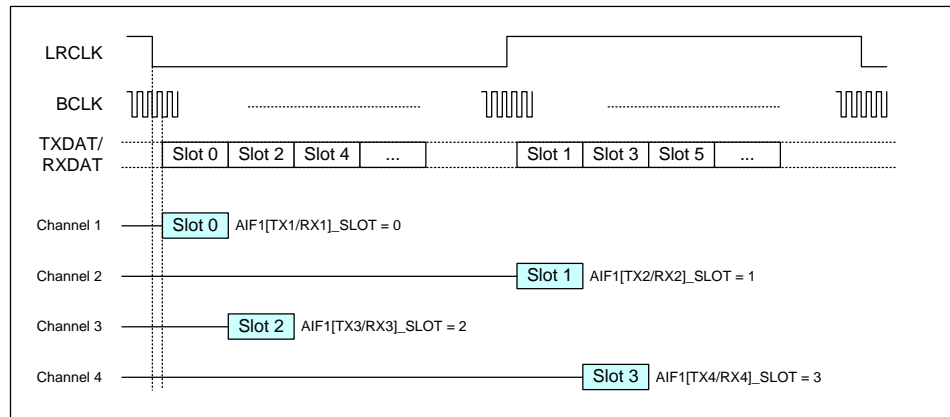 LRCLK
BCLK
TXDAT/
RXDAT
Slot 0 Slot 2 Slot 4 ... Slot 1 Slot 3 Slot 5 ...
Channel 1 Slot 0 AIF1[TX1/RX1]_SLOT = 0
Channel 2 Slot 1 AIF1[TX2/RX2]_SLOT = 1
Channel 3 Slot 2 AIF1[TX3/RX3]_SLOT = 2
Channel 4 Slot 3 AIF1[TX4/RX4]_SLOT = 3